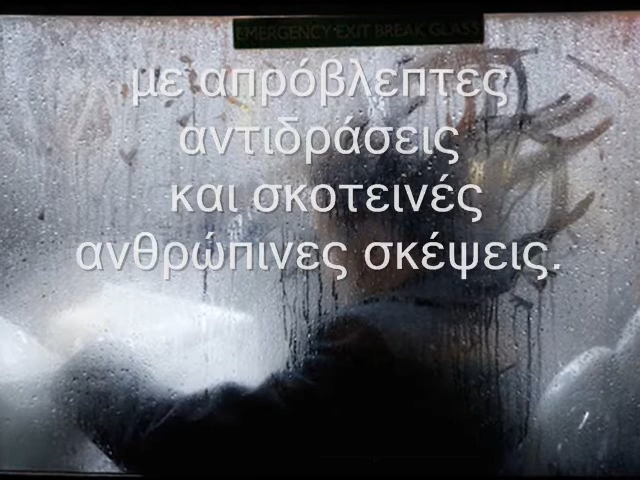 EMERGENCY EXIT BREAK GLASS
με απρόβλεπτες
αντιδράσεις
και σκοτεινές
ανθρώπινες σκέψεις.